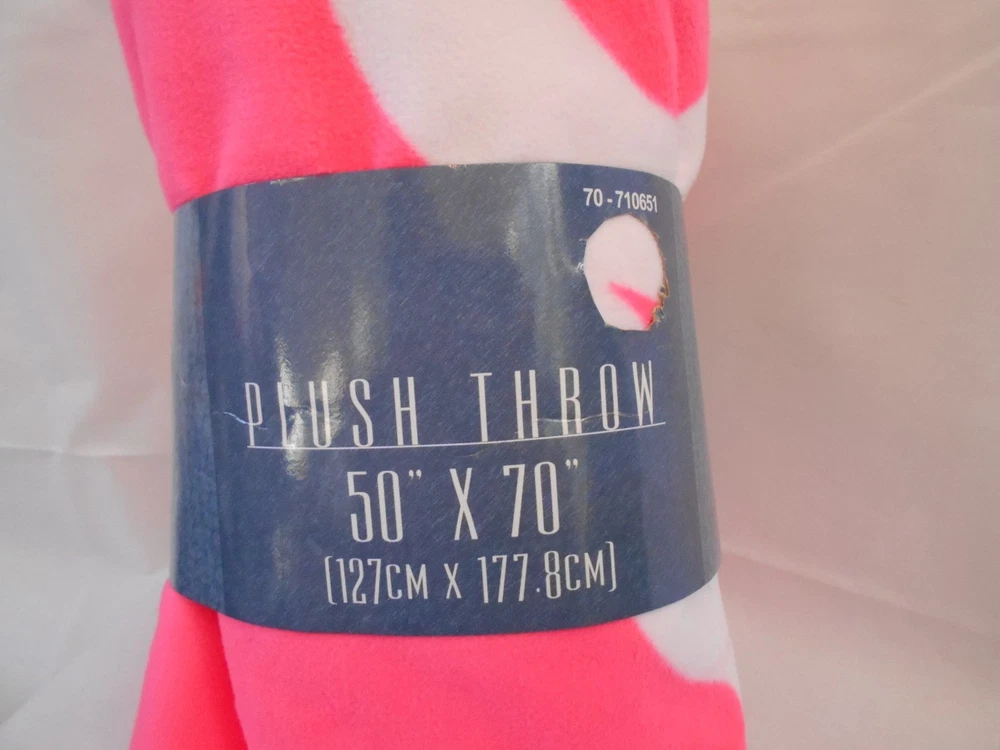 70-710651
PLUSH THROW
50" X 70"
(127CM X 177.8CM)